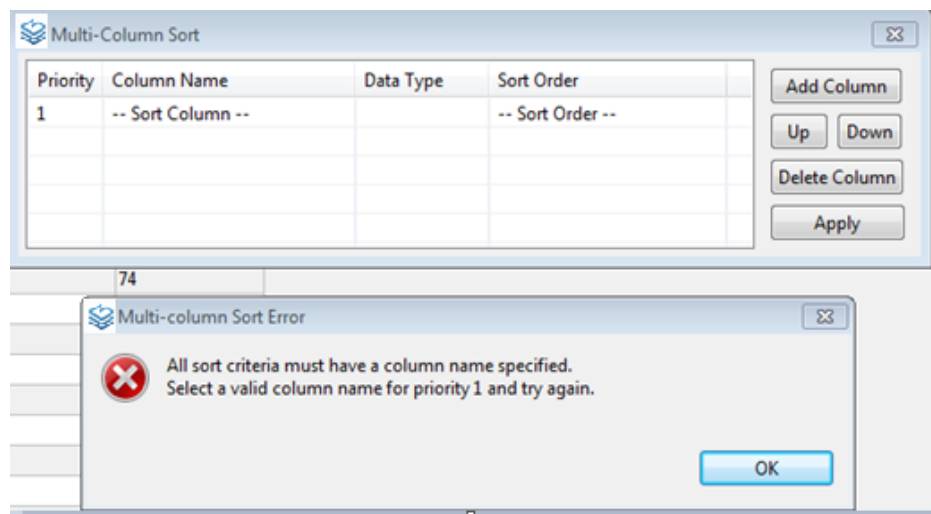 Multi-Column Sort
Priority Column Name Data Type Sort Order
Add Column
1 -- Sort Column -- -- Sort Order --
Up Down
Delete Column
Apply
74
Multi-column Sort Error
All sort criteria must have a column name specified.
Select a valid column name for priority 1 and try again.
OK